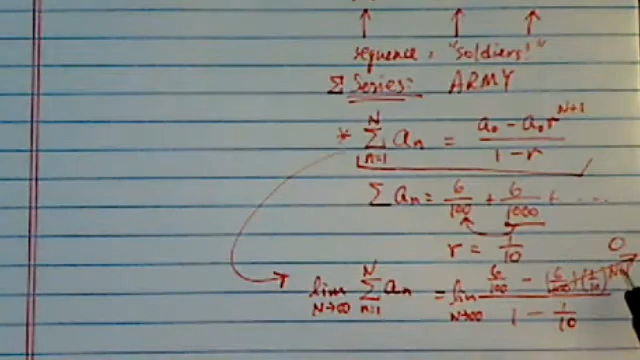 sequence: "soldiers!"
Σ Series: ARMY
* Σ_{n=1}^{N} a_n = (a_0 - a_0 r^{N+1}) / (1 - r)
Σ a_n = 6/100 + 6/1000 + ...
r = 1/10
lim_{N→∞} Σ_{n=1}^{N} a_n = lim_{N→∞} (6/100 - (6/100)(1/10)^{N+1}) / (1 - 1/10)
0